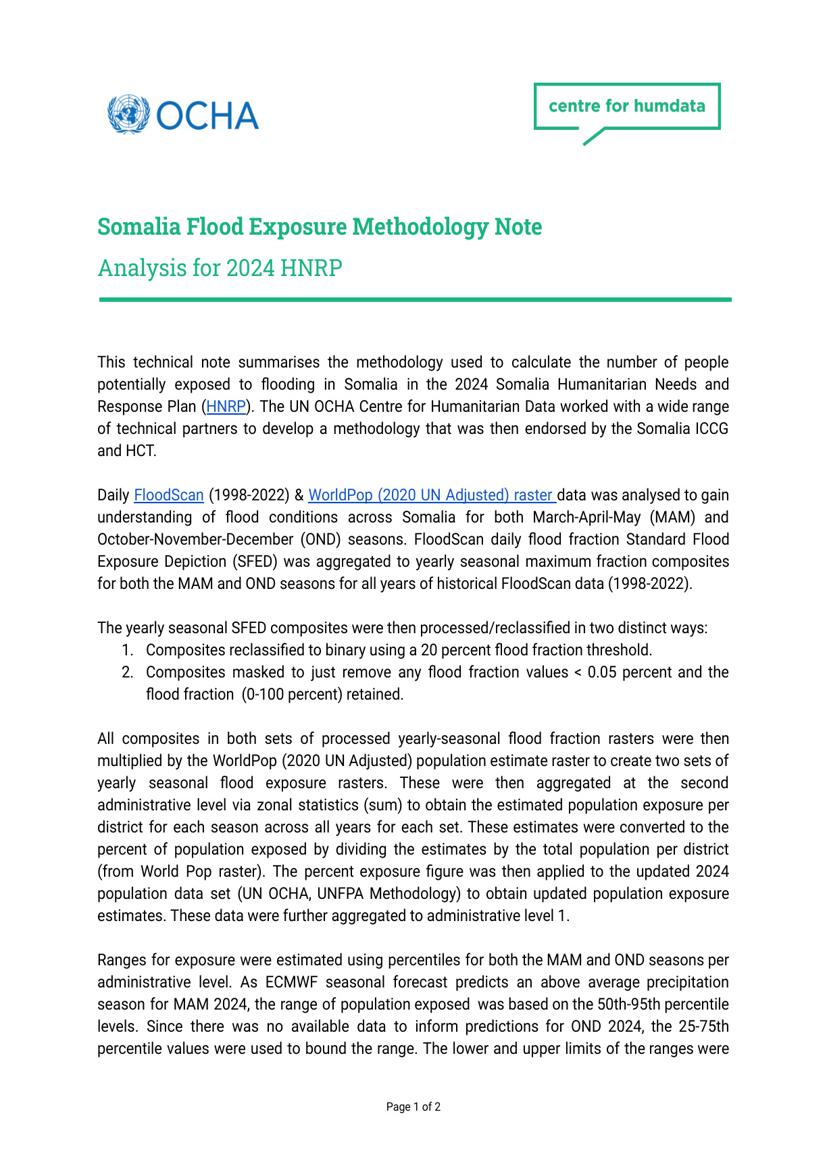 OCHA
centre for humdata
Somalia Flood Exposure Methodology Note
Analysis for 2024 HNRP
This technical note summarises the methodology used to calculate the number of people
potentially exposed to flooding in Somalia in the 2024 Somalia Humanitarian Needs and
Response Plan (HNRP). The UN OCHA Centre for Humanitarian Data worked with a wide range
of technical partners to develop a methodology that was then endorsed by the Somalia ICCG
and HCT.
Daily FloodScan (1998-2022) & WorldPop (2020 UN Adjusted) raster data was analysed to gain
understanding of flood conditions across Somalia for both March-April-May (MAM) and
October-November-December (OND) seasons. FloodScan daily flood fraction Standard Flood
Exposure Depiction (SFED) was aggregated to yearly seasonal maximum fraction composites
for both the MAM and OND seasons for all years of historical FloodScan data (1998-2022).
The yearly seasonal SFED composites were then processed/reclassified in two distinct ways:
1. Composites reclassified to binary using a 20 percent flood fraction threshold.
2. Composites masked to just remove any flood fraction values < 0.05 percent and the
flood fraction (0-100 percent) retained.
All composites in both sets of processed yearly-seasonal flood fraction rasters were then
multiplied by the WorldPop (2020 UN Adjusted) population estimate raster to create two sets of
yearly seasonal flood exposure rasters. These were then aggregated at the second
administrative level via zonal statistics (sum) to obtain the estimated population exposure per
district for each season across all years for each set. These estimates were converted to the
percent of population exposed by dividing the estimates by the total population per district
(from World Pop raster). The percent exposure figure was then applied to the updated 2024
population data set (UN OCHA, UNFPA Methodology) to obtain updated population exposure
estimates. These data were further aggregated to administrative level 1.
Ranges for exposure were estimated using percentiles for both the MAM and OND seasons per
administrative level. As ECMWF seasonal forecast predicts an above average precipitation
season for MAM 2024, the range of population exposed was based on the 50th-95th percentile
levels. Since there was no available data to inform predictions for OND 2024, the 25-75th
percentile values were used to bound the range. The lower and upper limits of the ranges were
Page 1 of 2